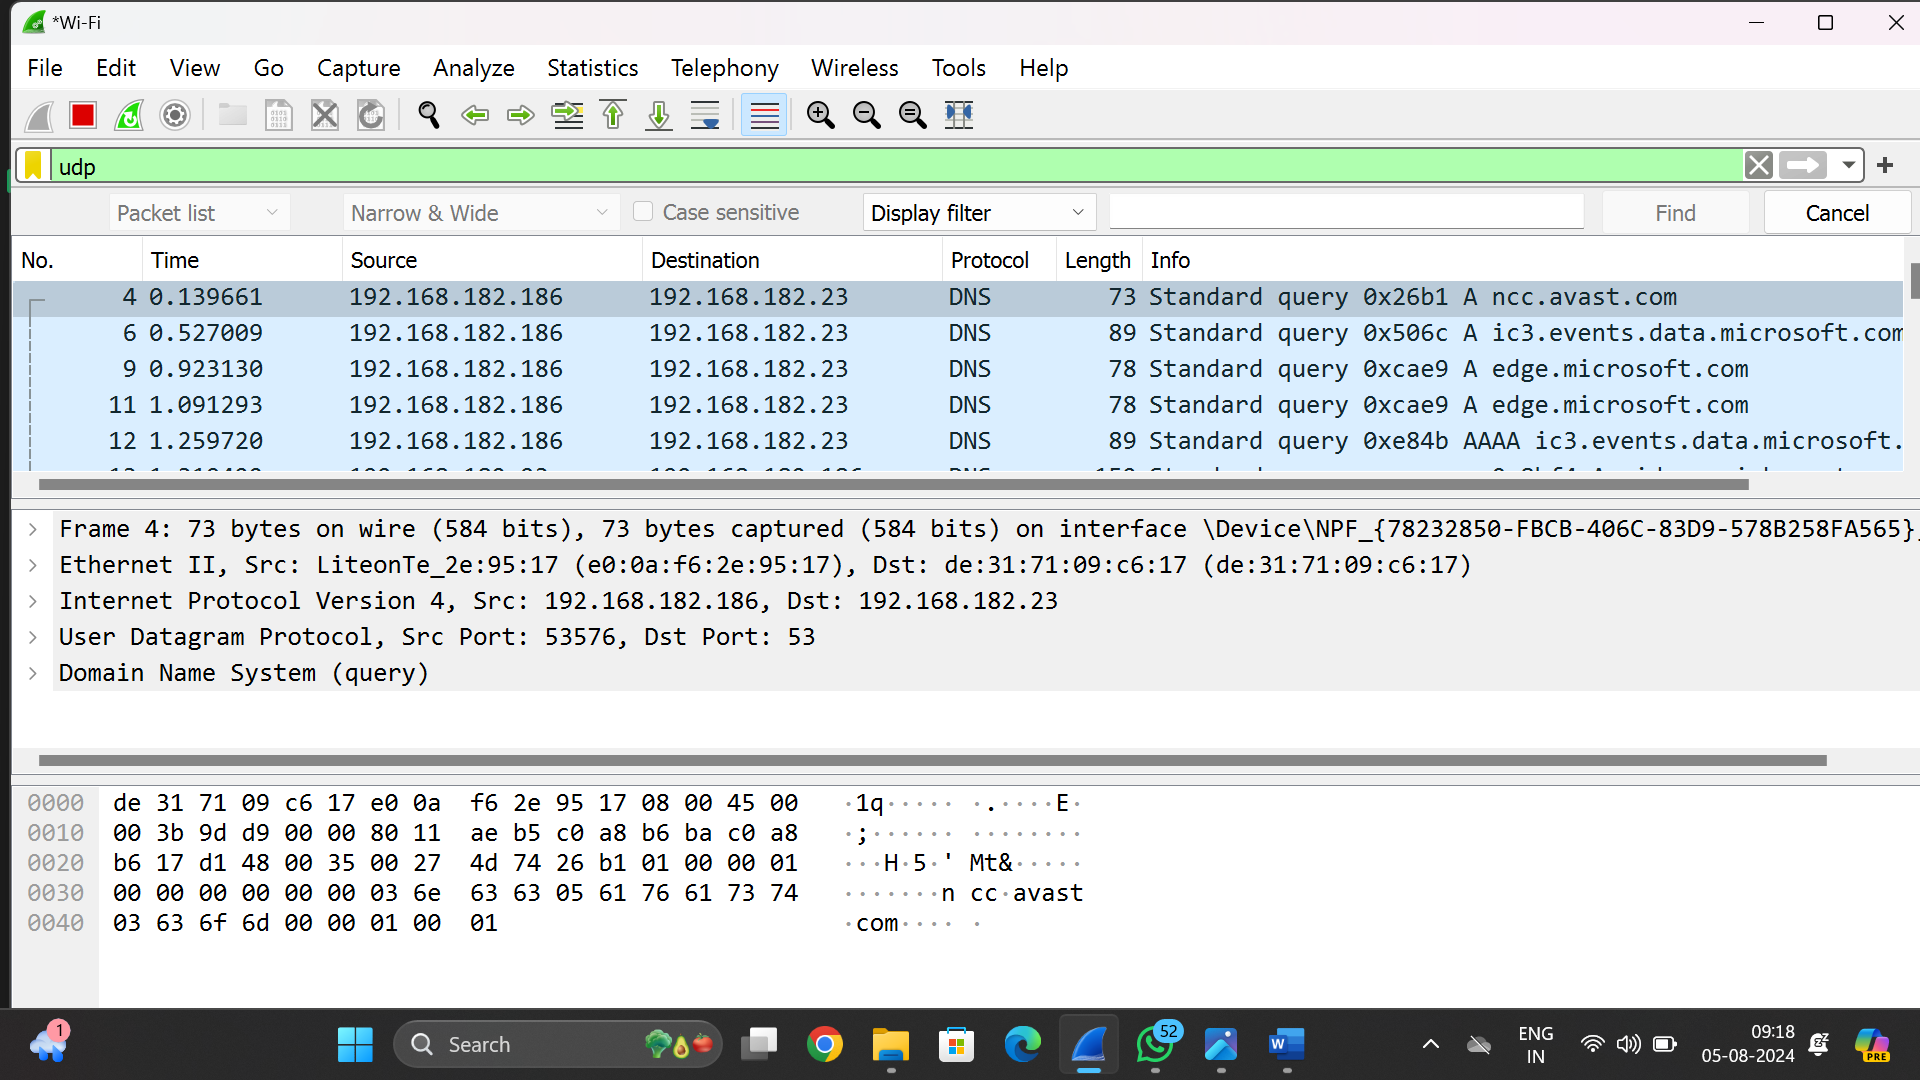 *Wi-Fi
File Edit View Go Capture Analyze Statistics Telephony Wireless Tools Help
udp
Packet list Narrow & Wide Case sensitive Display filter Find Cancel
No. Time Source Destination Protocol Length Info
4 0.139661 192.168.182.186 192.168.182.23 DNS 73 Standard query 0x26b1 A ncc.avast.com
6 0.527009 192.168.182.186 192.168.182.23 DNS 89 Standard query 0x506c A ic3.events.data.microsoft.com
9 0.923130 192.168.182.186 192.168.182.23 DNS 78 Standard query 0xcae9 A edge.microsoft.com
11 1.091293 192.168.182.186 192.168.182.23 DNS 78 Standard query 0xcae9 A edge.microsoft.com
12 1.259720 192.168.182.186 192.168.182.23 DNS 89 Standard query 0xe84b AAAA ic3.events.data.microsoft.
Frame 4: 73 bytes on wire (584 bits), 73 bytes captured (584 bits) on interface \Device\NPF_{78232850-FBCB-406C-83D9-578B258FA565},
Ethernet II, Src: LiteonTe_2e:95:17 (e0:0a:f6:2e:95:17), Dst: de:31:71:09:c6:17 (de:31:71:09:c6:17)
Internet Protocol Version 4, Src: 192.168.182.186, Dst: 192.168.182.23
User Datagram Protocol, Src Port: 53576, Dst Port: 53
Domain Name System (query)
0000 de 31 71 09 c6 17 e0 0a f6 2e 95 17 08 00 45 00 ·1q····· ·.····E·
0010 00 3b 9d d9 00 00 80 11 ae b5 c0 a8 b6 ba c0 a8 ·;······ ········
0020 b6 17 d1 48 00 35 00 27 4d 74 26 b1 01 00 00 01 ···H·5·' Mt&·····
0030 00 00 00 00 00 00 03 6e 63 63 05 61 76 61 73 74 ·······n cc·avast
0040 03 63 6f 6d 00 00 01 00 01 ·com···· ·
1
Search
52
W
ENG
IN
09:18
05-08-2024
PRE